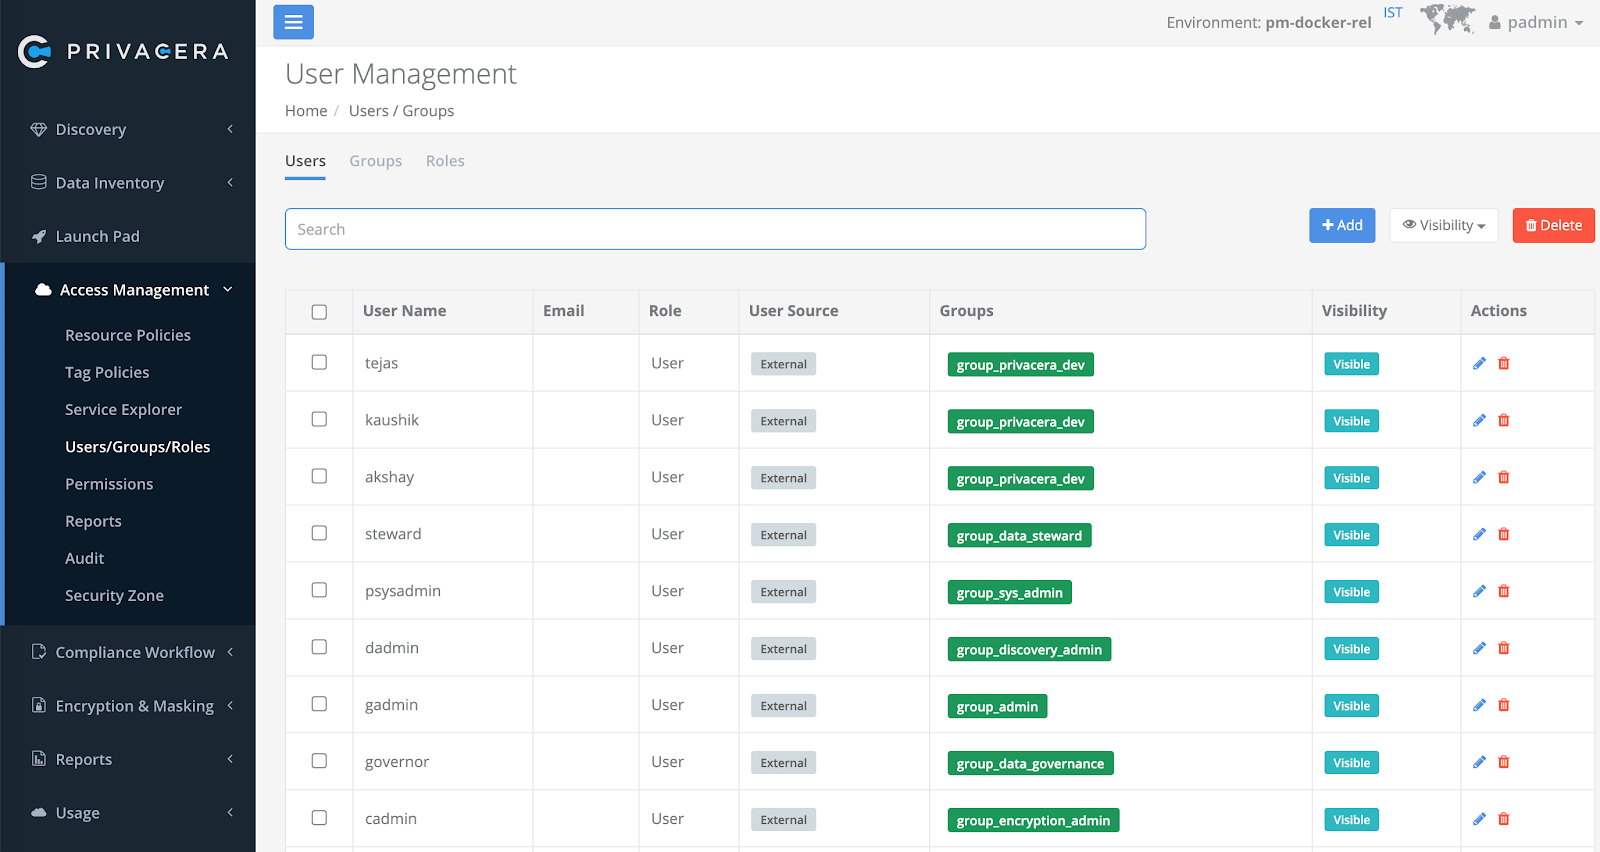 PRIVACERA
Discovery
Data Inventory
Launch Pad
Access Management
Resource Policies
Tag Policies
Service Explorer
Users/Groups/Roles
Permissions
Reports
Audit
Security Zone
Compliance Workflow
Encryption & Masking
Reports
Usage
Environment: pm-docker-rel IST padmin
User Management
Home / Users / Groups
Users Groups Roles
Search
Add Visibility Delete
User Name Email Role User Source Groups Visibility Actions
tejas User External group_privacera_dev Visible
kaushik User External group_privacera_dev Visible
akshay User External group_privacera_dev Visible
steward User External group_data_steward Visible
psysadmin User External group_sys_admin Visible
dadmin User External group_discovery_admin Visible
gadmin User External group_admin Visible
governor User External group_data_governance Visible
cadmin User External group_encryption_admin Visible